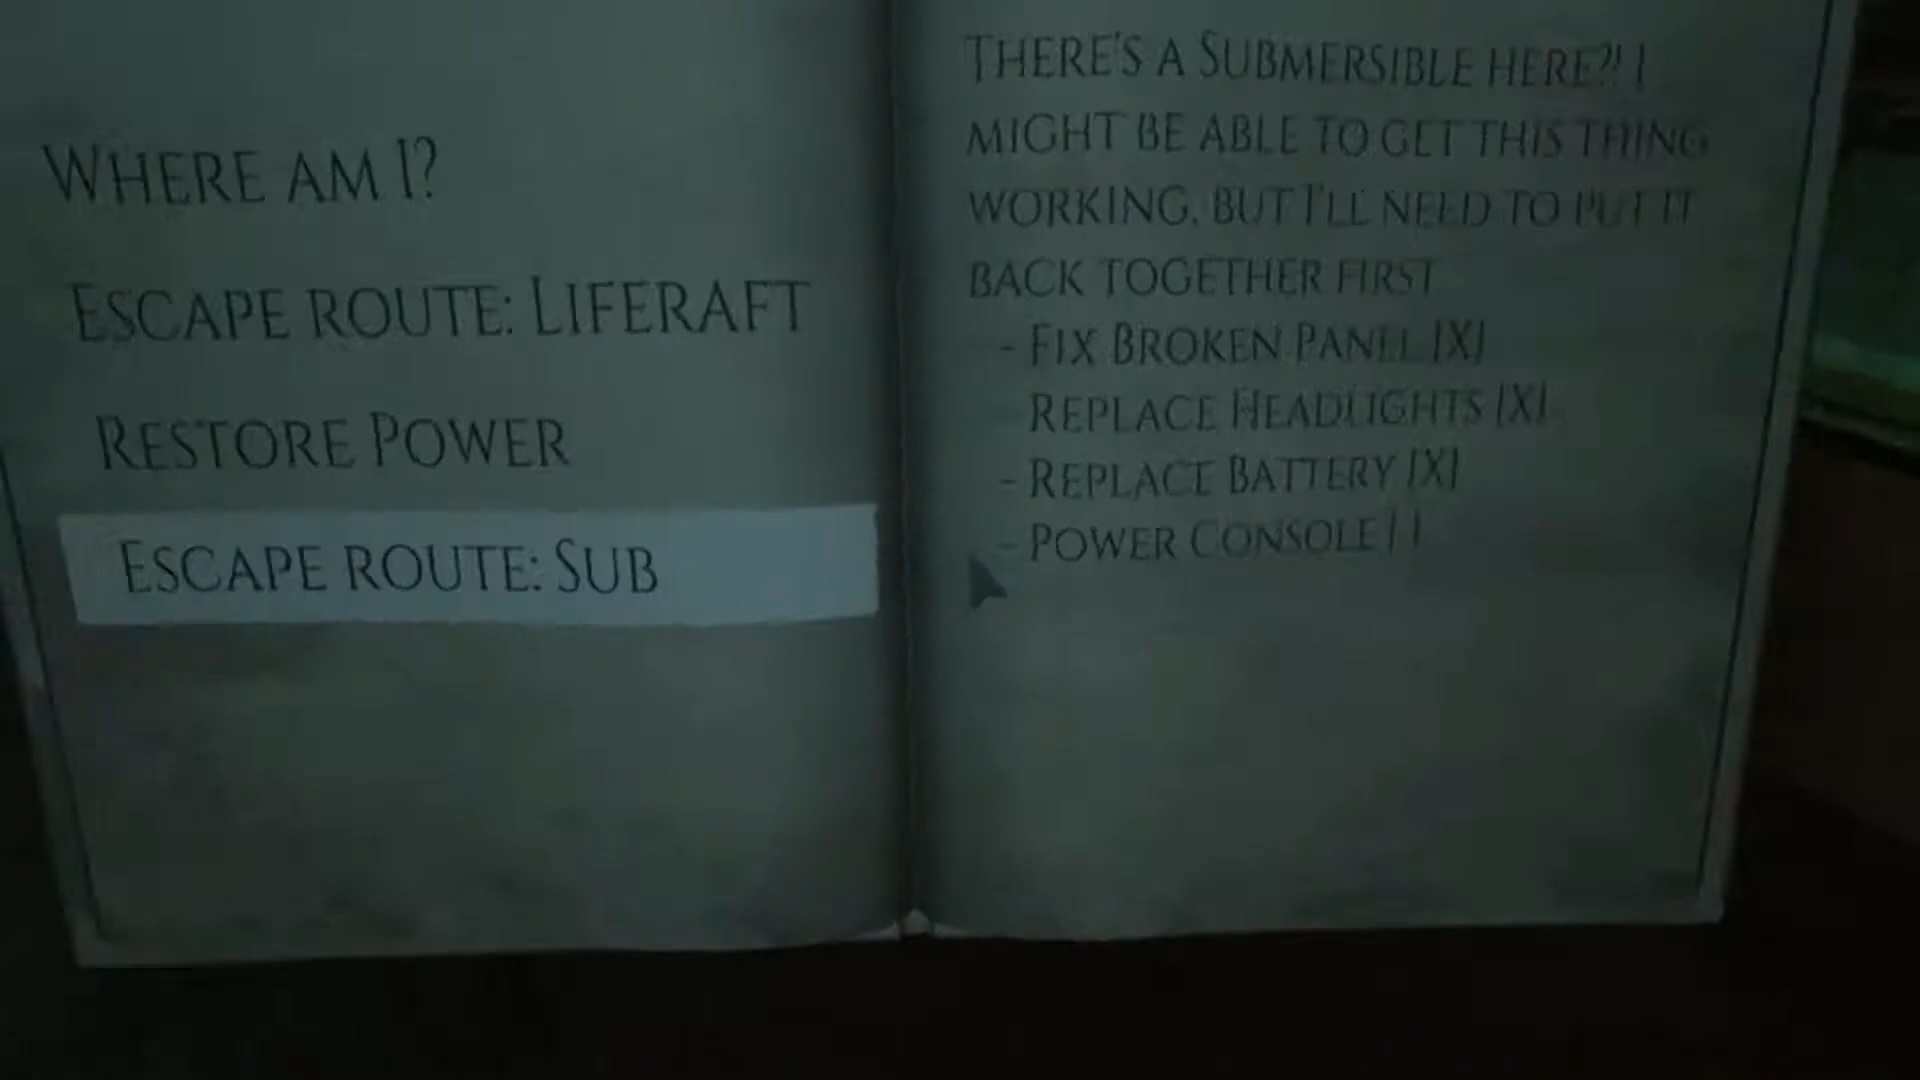 Where am I?
Escape route: Liferaft
Restore Power
Escape route: Sub
There's a Submersible here?! I
might be able to get this thing
working, but I'll need to put it
back together first
- Fix Broken Panel [X]
- Replace Headlights [X]
- Replace Battery [X]
- Power Console [ ]